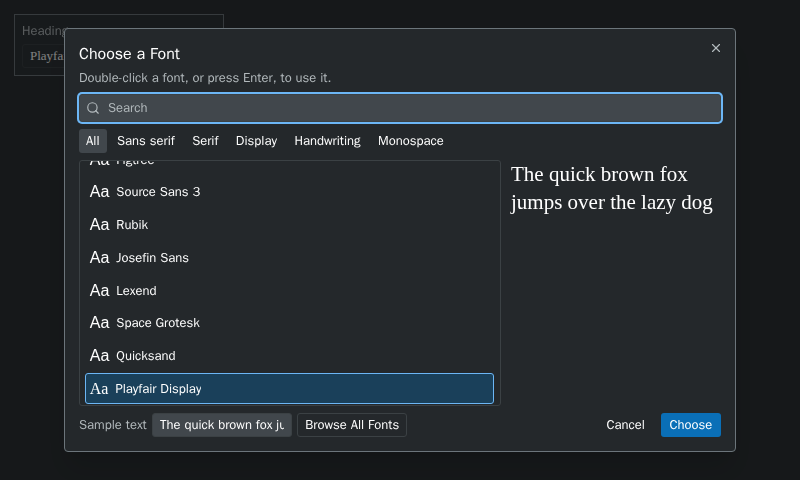 Heading
Playfa
Choose a Font
Double-click a font, or press Enter, to use it.
Search
All Sans serif Serif Display Handwriting Monospace
Aa Figtree
Aa Source Sans 3
Aa Rubik
Aa Josefin Sans
Aa Lexend
Aa Space Grotesk
Aa Quicksand
Aa Playfair Display
The quick brown fox
jumps over the lazy dog
Sample text The quick brown fox ju Browse All Fonts Cancel Choose